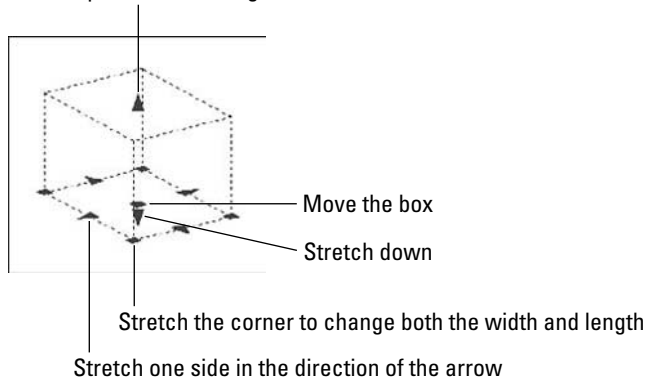 Move the box
Stretch down
Stretch the corner to change both the width and length
Stretch one side in the direction of the arrow